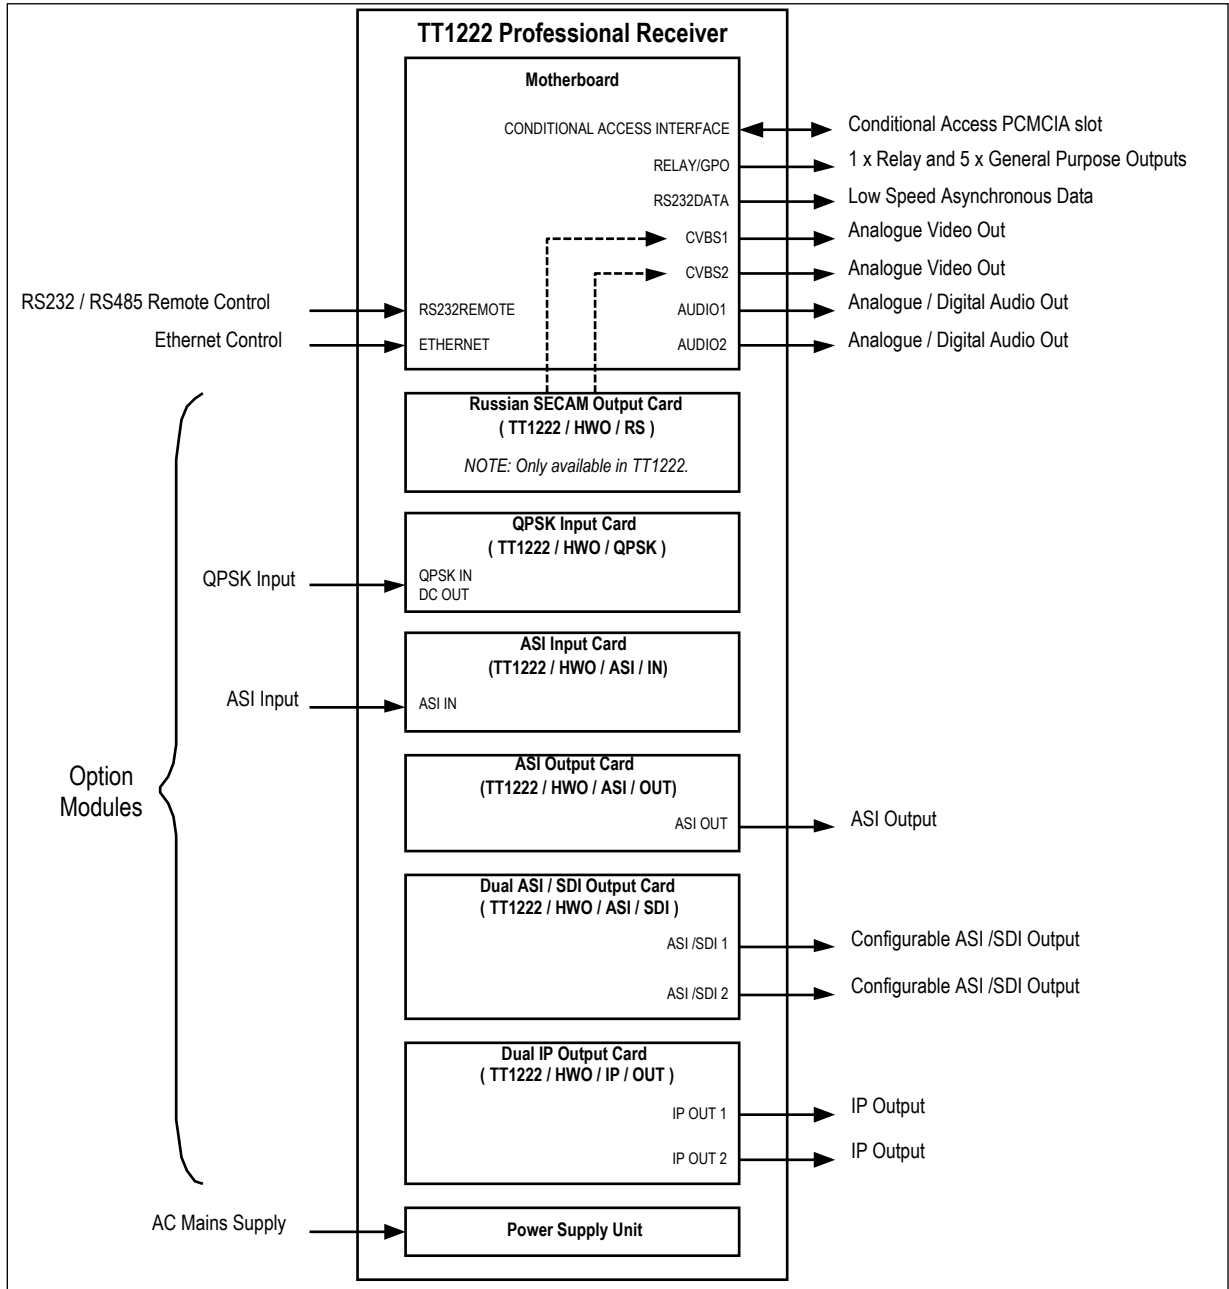 TT1222 Professional Receiver
Motherboard
CONDITIONAL ACCESS INTERFACE
Conditional Access PCMCIA slot
RELAY/GPO
1 x Relay and 5 x General Purpose Outputs
RS232DATA
Low Speed Asynchronous Data
CVBS1
Analogue Video Out
CVBS2
Analogue Video Out
RS232 / RS485 Remote Control
RS232REMOTE
AUDIO1
Analogue / Digital Audio Out
Ethernet Control
ETHERNET
AUDIO2
Analogue / Digital Audio Out
Russian SECAM Output Card
( TT1222 / HWO / RS )
NOTE: Only available in TT1222.
QPSK Input Card
( TT1222 / HWO / QPSK )
QPSK Input
QPSK IN
DC OUT
ASI Input Card
(TT1222 / HWO / ASI / IN)
ASI Input
ASI IN
Option
Modules
ASI Output Card
(TT1222 / HWO / ASI / OUT)
ASI OUT
ASI Output
Dual ASI / SDI Output Card
( TT1222 / HWO / ASI / SDI )
ASI /SDI 1
Configurable ASI /SDI Output
ASI /SDI 2
Configurable ASI /SDI Output
Dual IP Output Card
( TT1222 / HWO / IP / OUT )
IP OUT 1
IP Output
IP OUT 2
IP Output
AC Mains Supply
Power Supply Unit